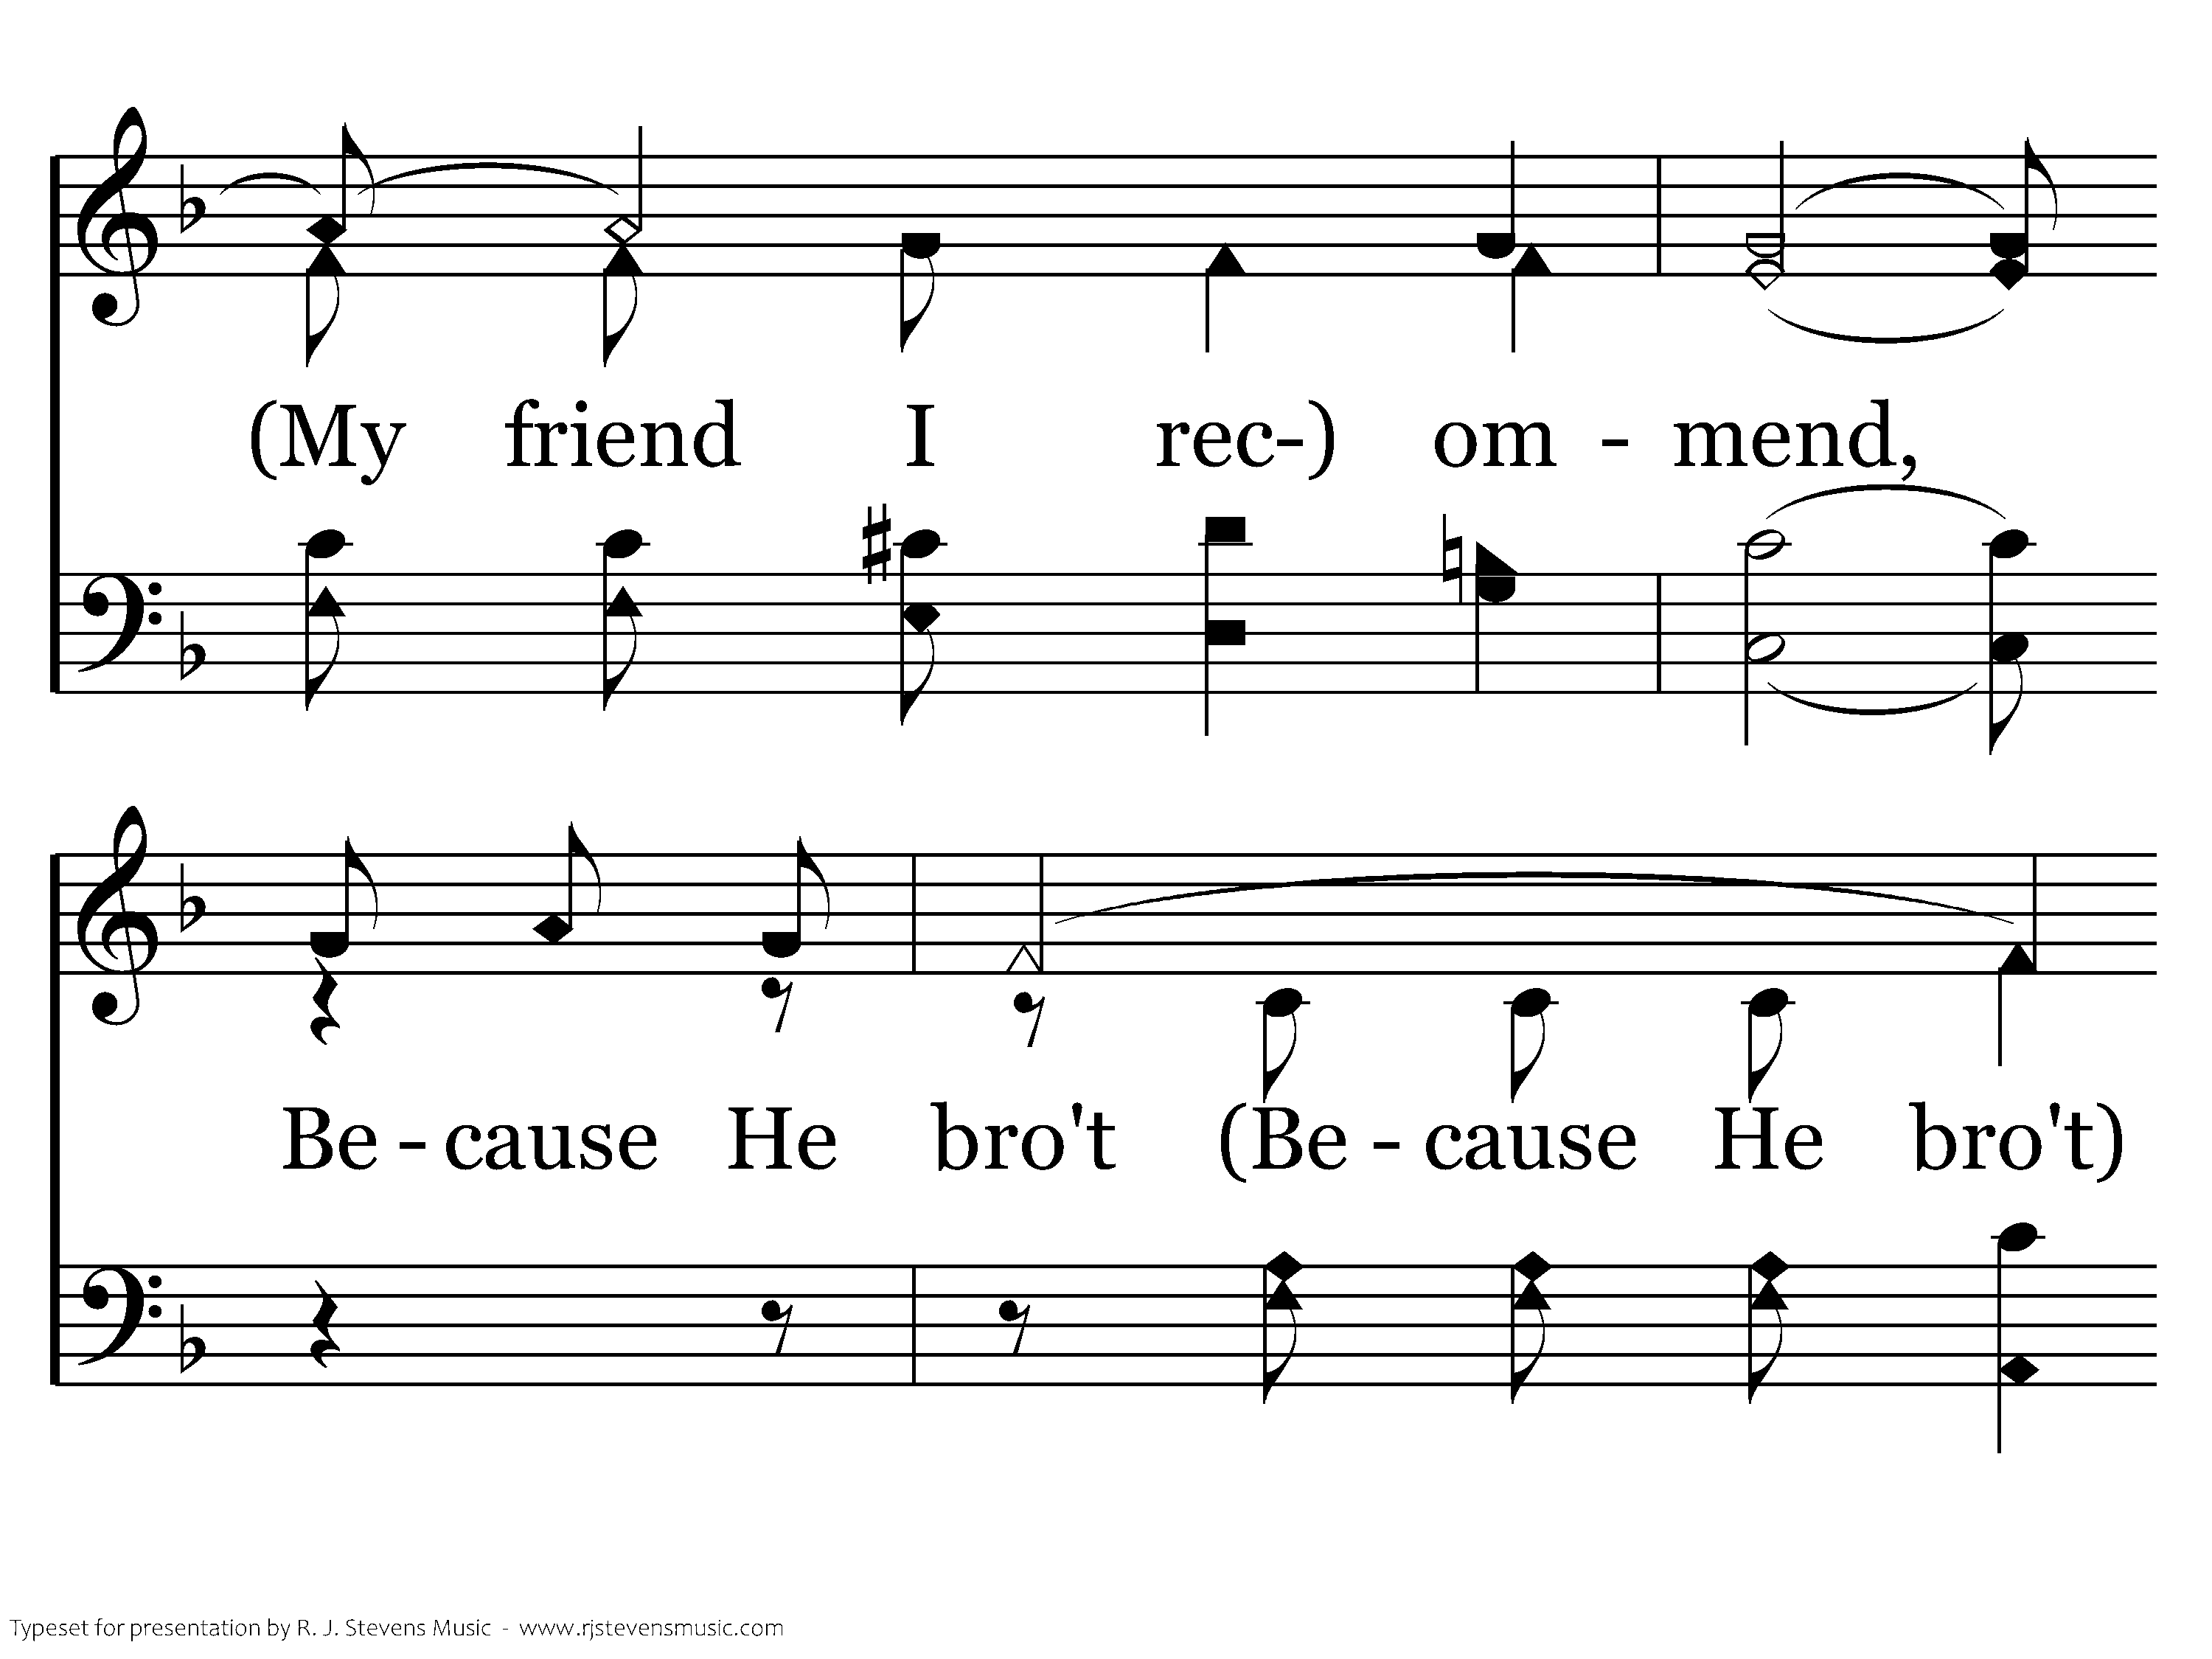 (My friend I rec-) om - mend,
Be - cause He bro't (Be - cause He bro't)
Typeset for presentation by R. J. Stevens Music - www.rjstevensmusic.com